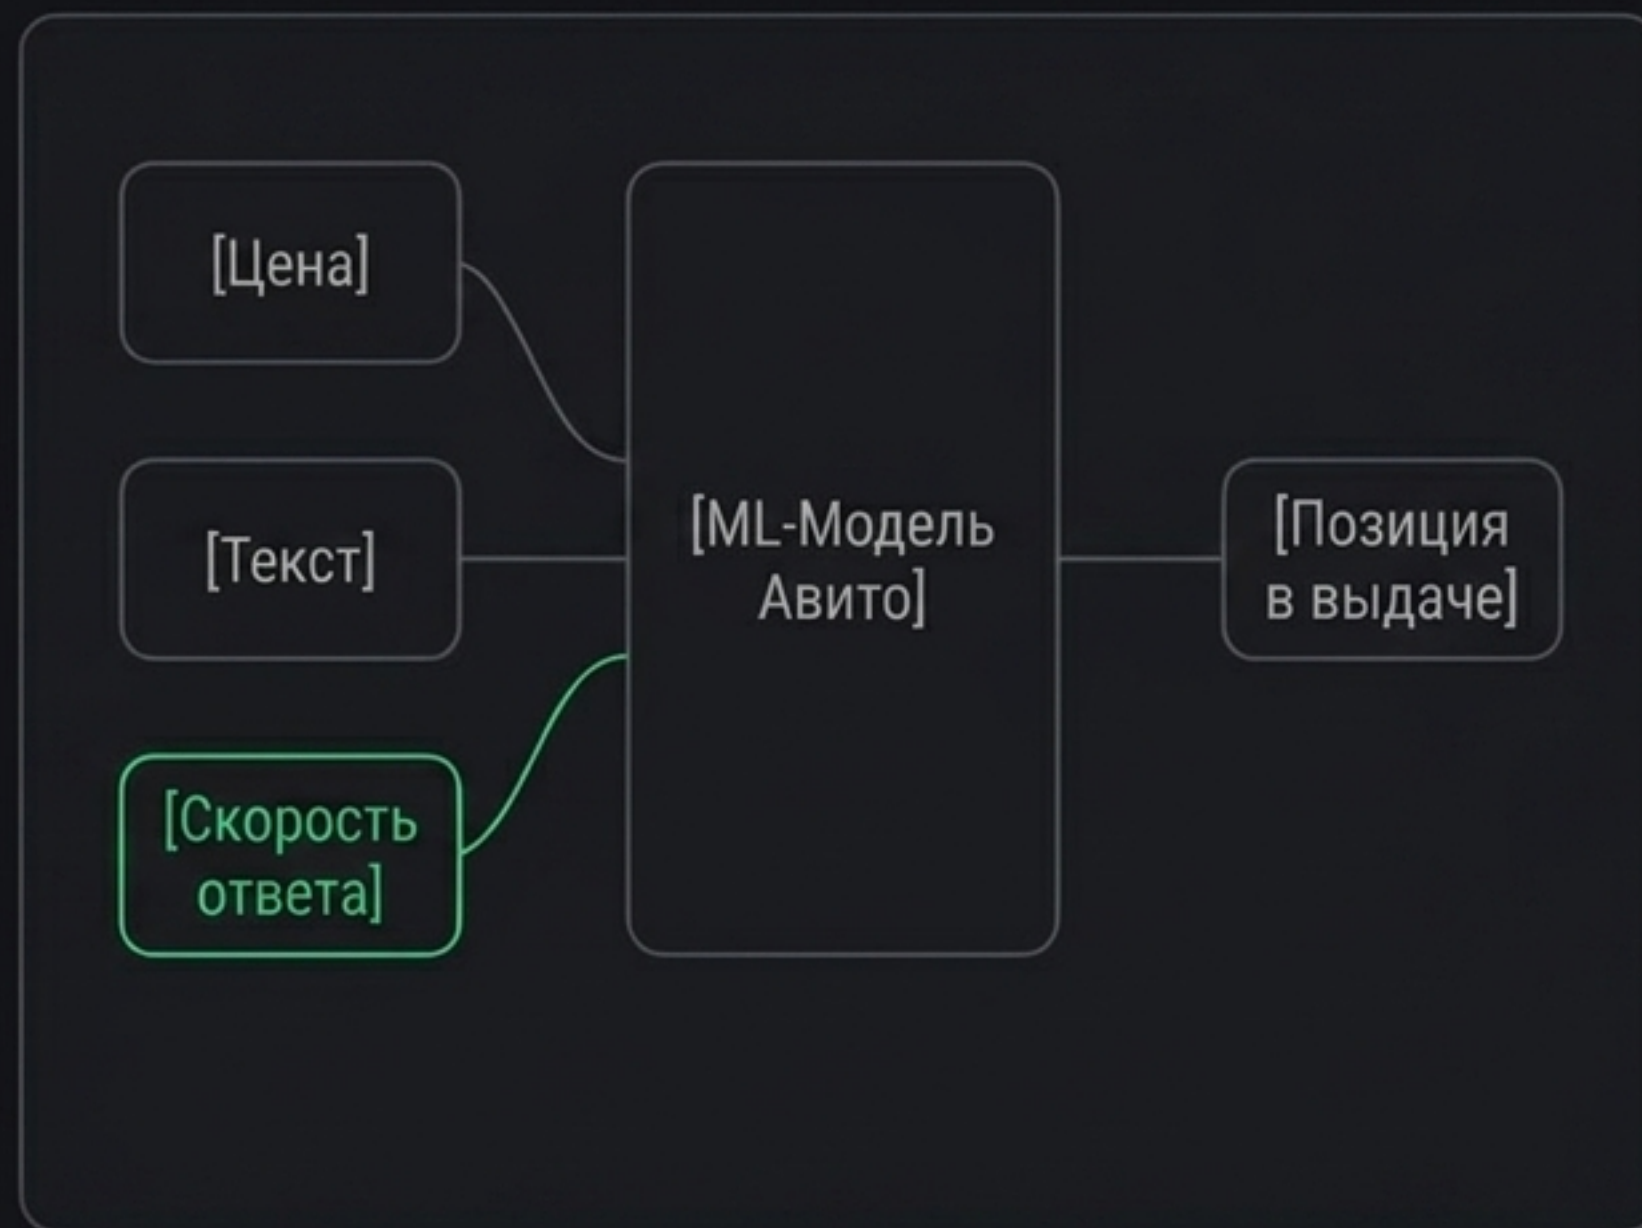 [Цена]
[Текст]
[Скорость
ответа]
[ML-Модель
Авито]
[Позиция
в выдаче]